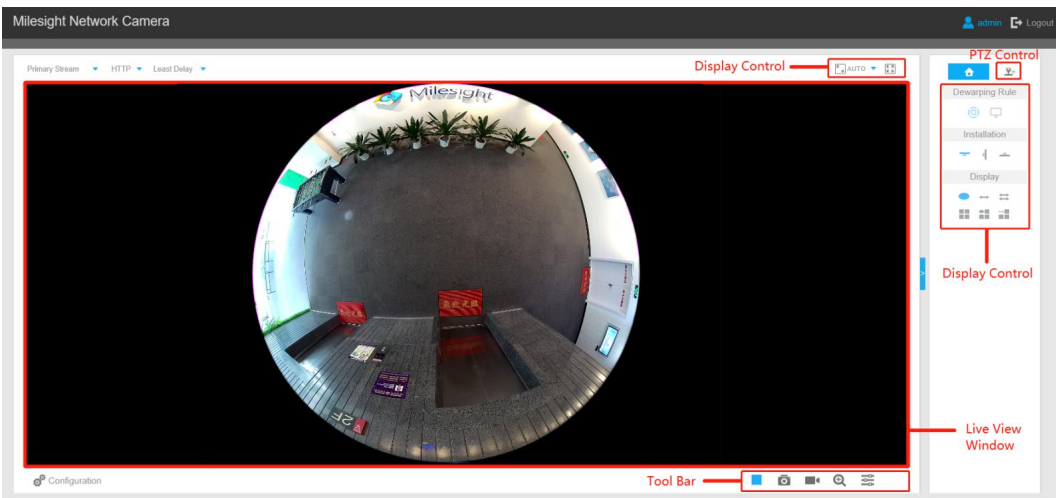 Milesight Network Camera
admin
Logout
Primary Stream
HTTP
Least Delay
Display Control
AUTO
PTZ Control
Milesight
Dewarping Rule
Installation
Display
Display Control
2F
Live View
Window
Configuration
Tool Bar